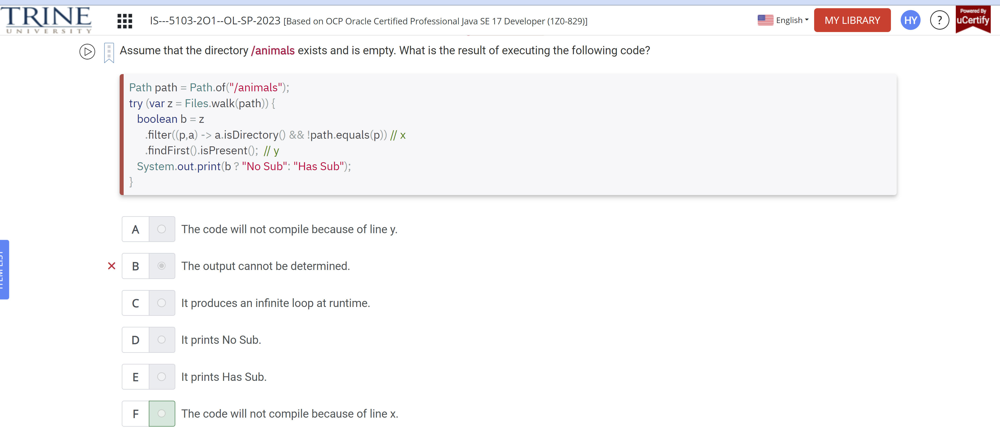 TRINE
UNIVERSITY
IS---5103-2O1--OL-SP-2023 [Based on OCP Oracle Certified Professional Java SE 17 Developer (1Z0-829)]
English
MY LIBRARY
HY
?
Powered By
uCertify
Assume that the directory /animals exists and is empty. What is the result of executing the following code?
Path path = Path.of("/animals");
try (var z = Files.walk(path)) {
boolean b = z
.filter((p,a) -> a.isDirectory() && !path.equals(p)) // x
.findFirst().isPresent(); // y
System.out.print(b ? "No Sub": "Has Sub");
}
A The code will not compile because of line y.
B The output cannot be determined.
C It produces an infinite loop at runtime.
D It prints No Sub.
E It prints Has Sub.
F The code will not compile because of line x.